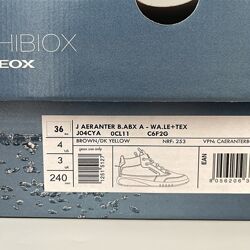 HIBIOX
EOX
36
4
3
240
J AERANTER B.ABX A - WA.LE+TEX
J04CYA 0CL11 C6F2G
BROWN/DK YELLOW
NRF: 253
VPN: CAERANTERB
EAN